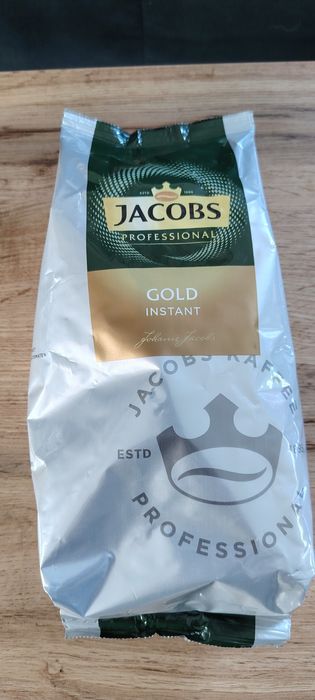 ESTD 1895
JACOBS
PROFESSIONAL
GOLD
INSTANT
Johann Jacobs
JACOBS KAFFEE
ESTD
PROFESSIONAL